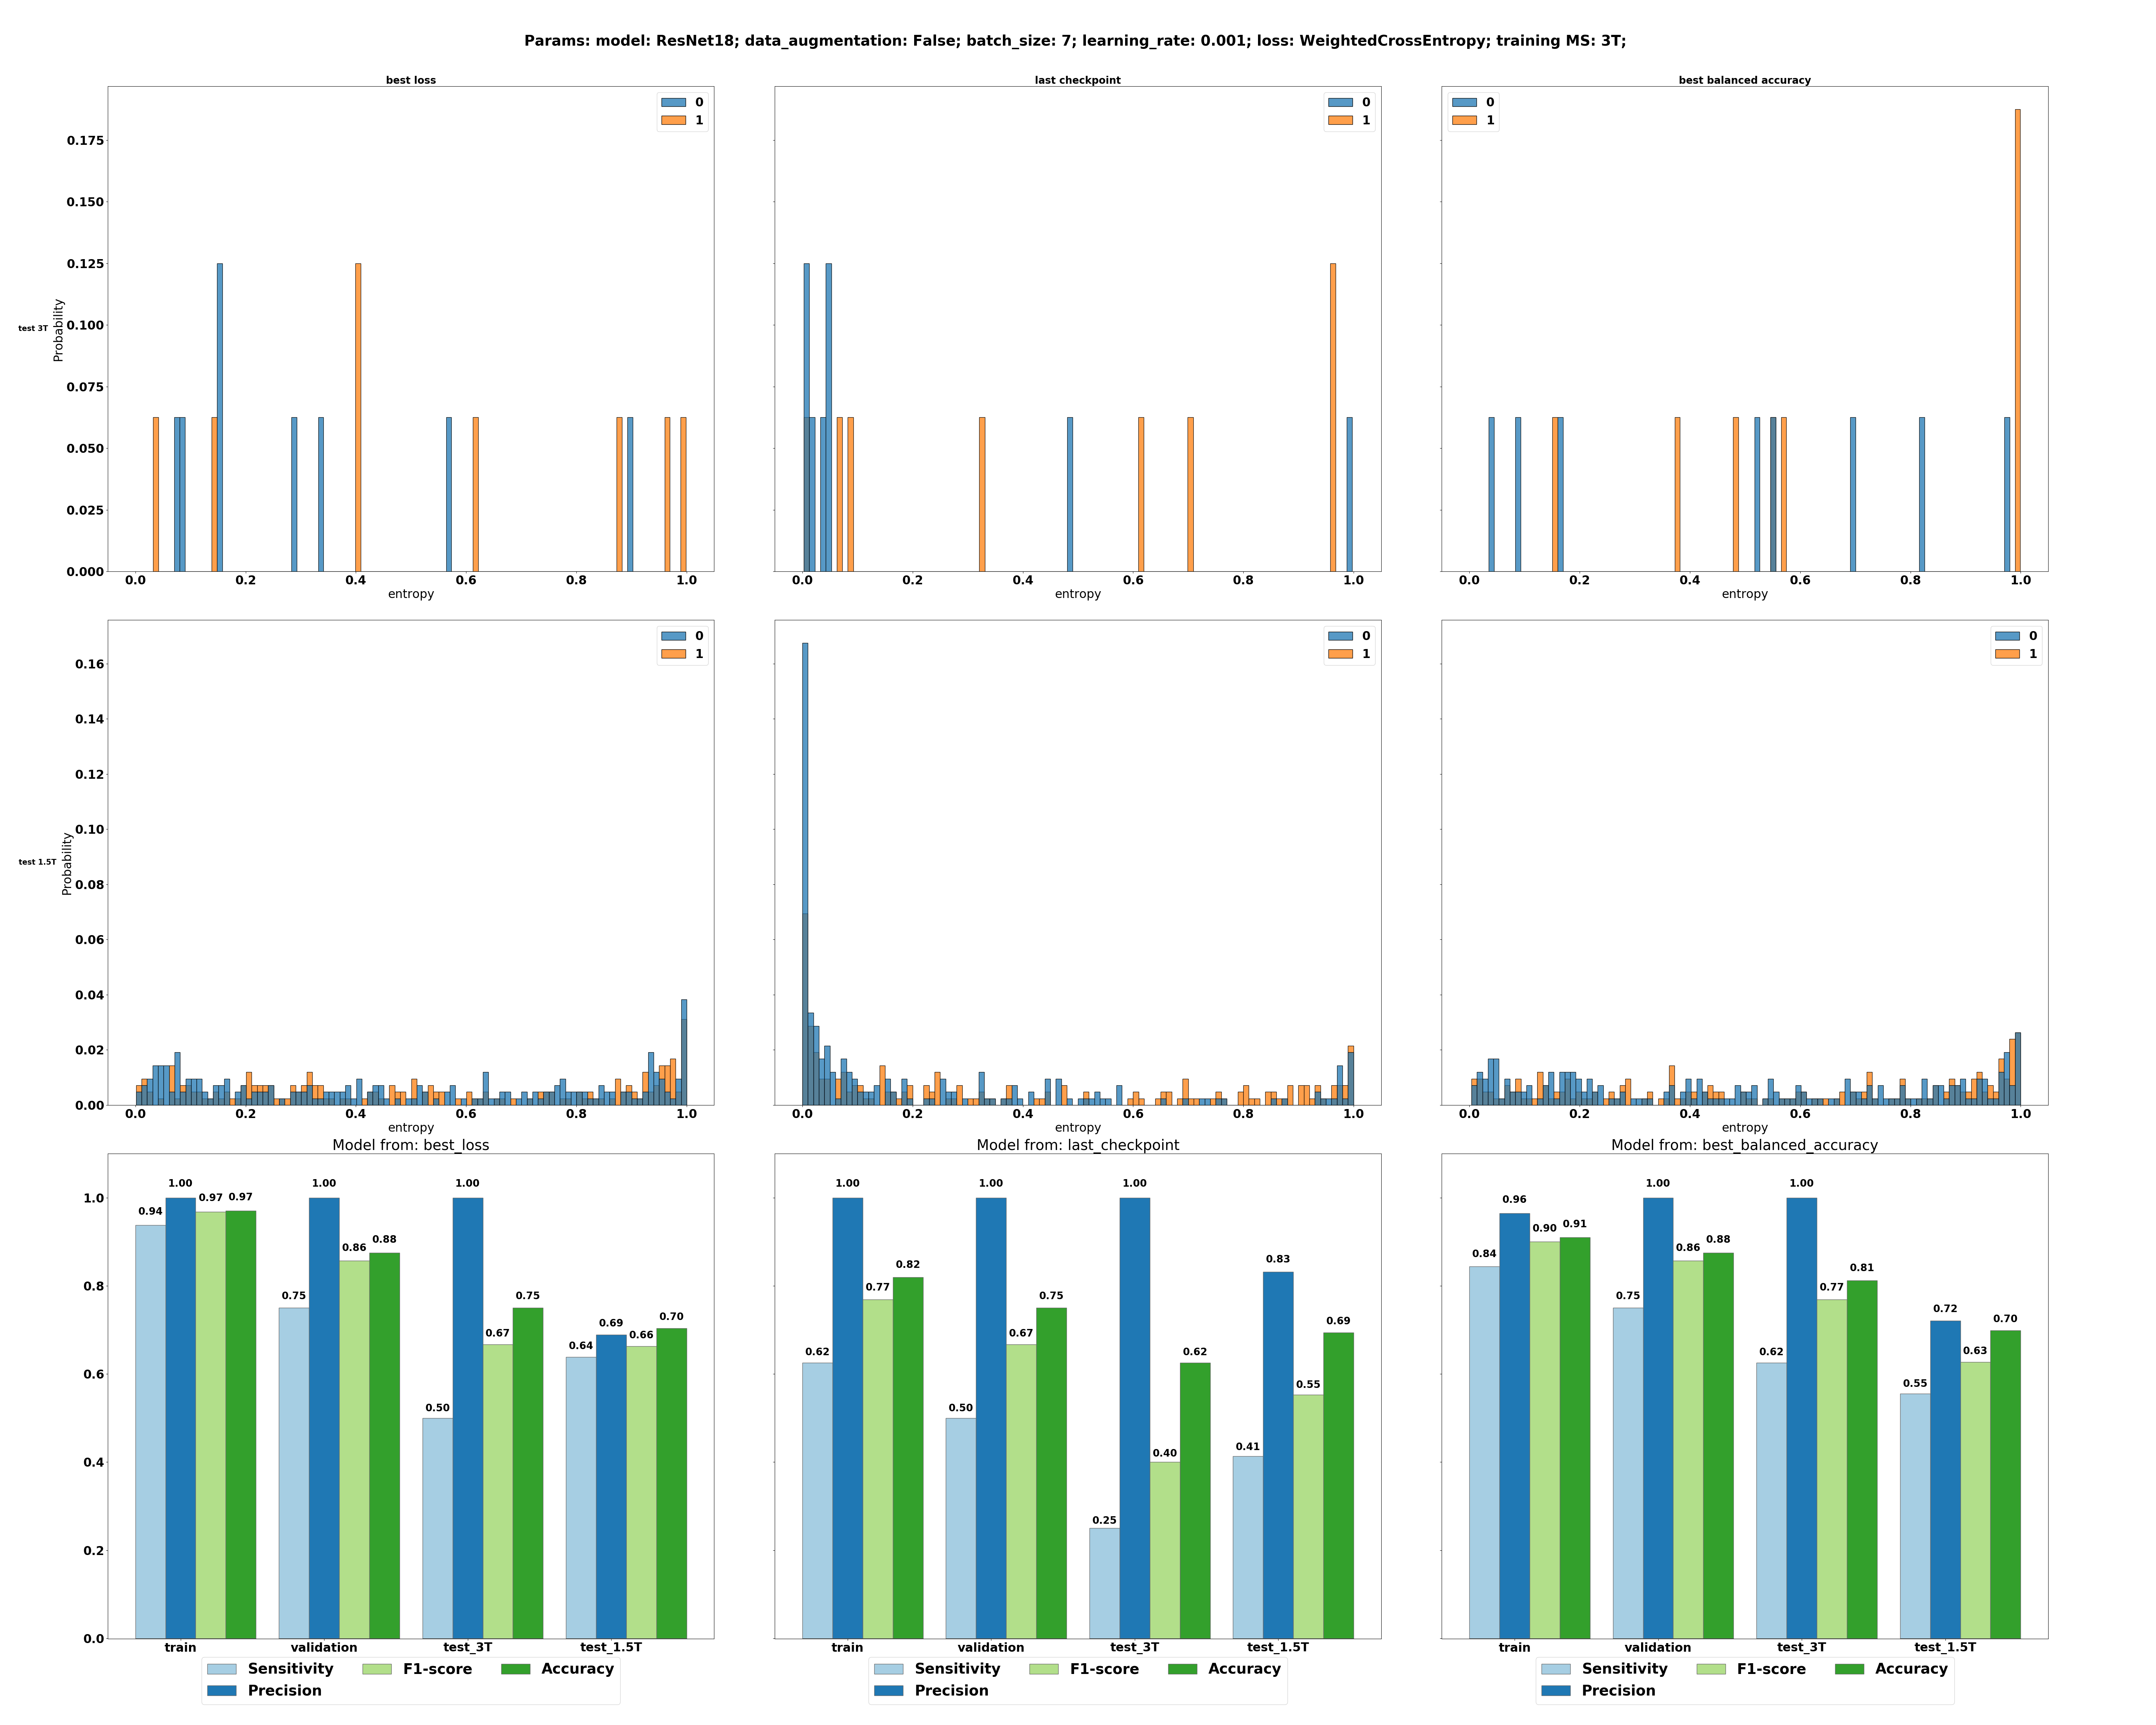 Params: model: ResNet18; data_augmentation: False; batch_size: 7; learning_rate: 0.001; loss: WeightedCrossEntropy; training MS: 3T;
best loss
last checkpoint
best balanced accuracy
0
1
0
1
0
1
0.175
0.150
0.125
0.100
0.075
0.050
0.025
0.000
test 3T
Probability
0.0 0.2 0.4 0.6 0.8 1.0
entropy
0.0 0.2 0.4 0.6 0.8 1.0
entropy
0.0 0.2 0.4 0.6 0.8 1.0
entropy
0
1
0
1
0
1
0.16
0.14
0.12
0.10
0.08
0.06
0.04
0.02
0.00
test 1.5T
Probability
0.0 0.2 0.4 0.6 0.8 1.0
entropy
0.0 0.2 0.4 0.6 0.8 1.0
entropy
0.0 0.2 0.4 0.6 0.8 1.0
entropy
Model from: best_loss
1.0
0.8
0.6
0.4
0.2
0.0
0.94 1.00 0.97 0.97
0.75 1.00 0.86 0.88
0.50 1.00 0.67 0.75
0.64 0.69 0.66 0.70
train validation test_3T test_1.5T
Sensitivity F1-score Accuracy
Precision
Model from: last_checkpoint
0.62 1.00 0.77 0.82
0.50 1.00 0.67 0.75
0.25 1.00 0.40 0.62
0.41 0.83 0.55 0.69
train validation test_3T test_1.5T
Sensitivity F1-score Accuracy
Precision
Model from: best_balanced_accuracy
0.84 0.96 0.90 0.91
0.75 1.00 0.86 0.88
0.62 1.00 0.77 0.81
0.55 0.72 0.63 0.70
train validation test_3T test_1.5T
Sensitivity F1-score Accuracy
Precision